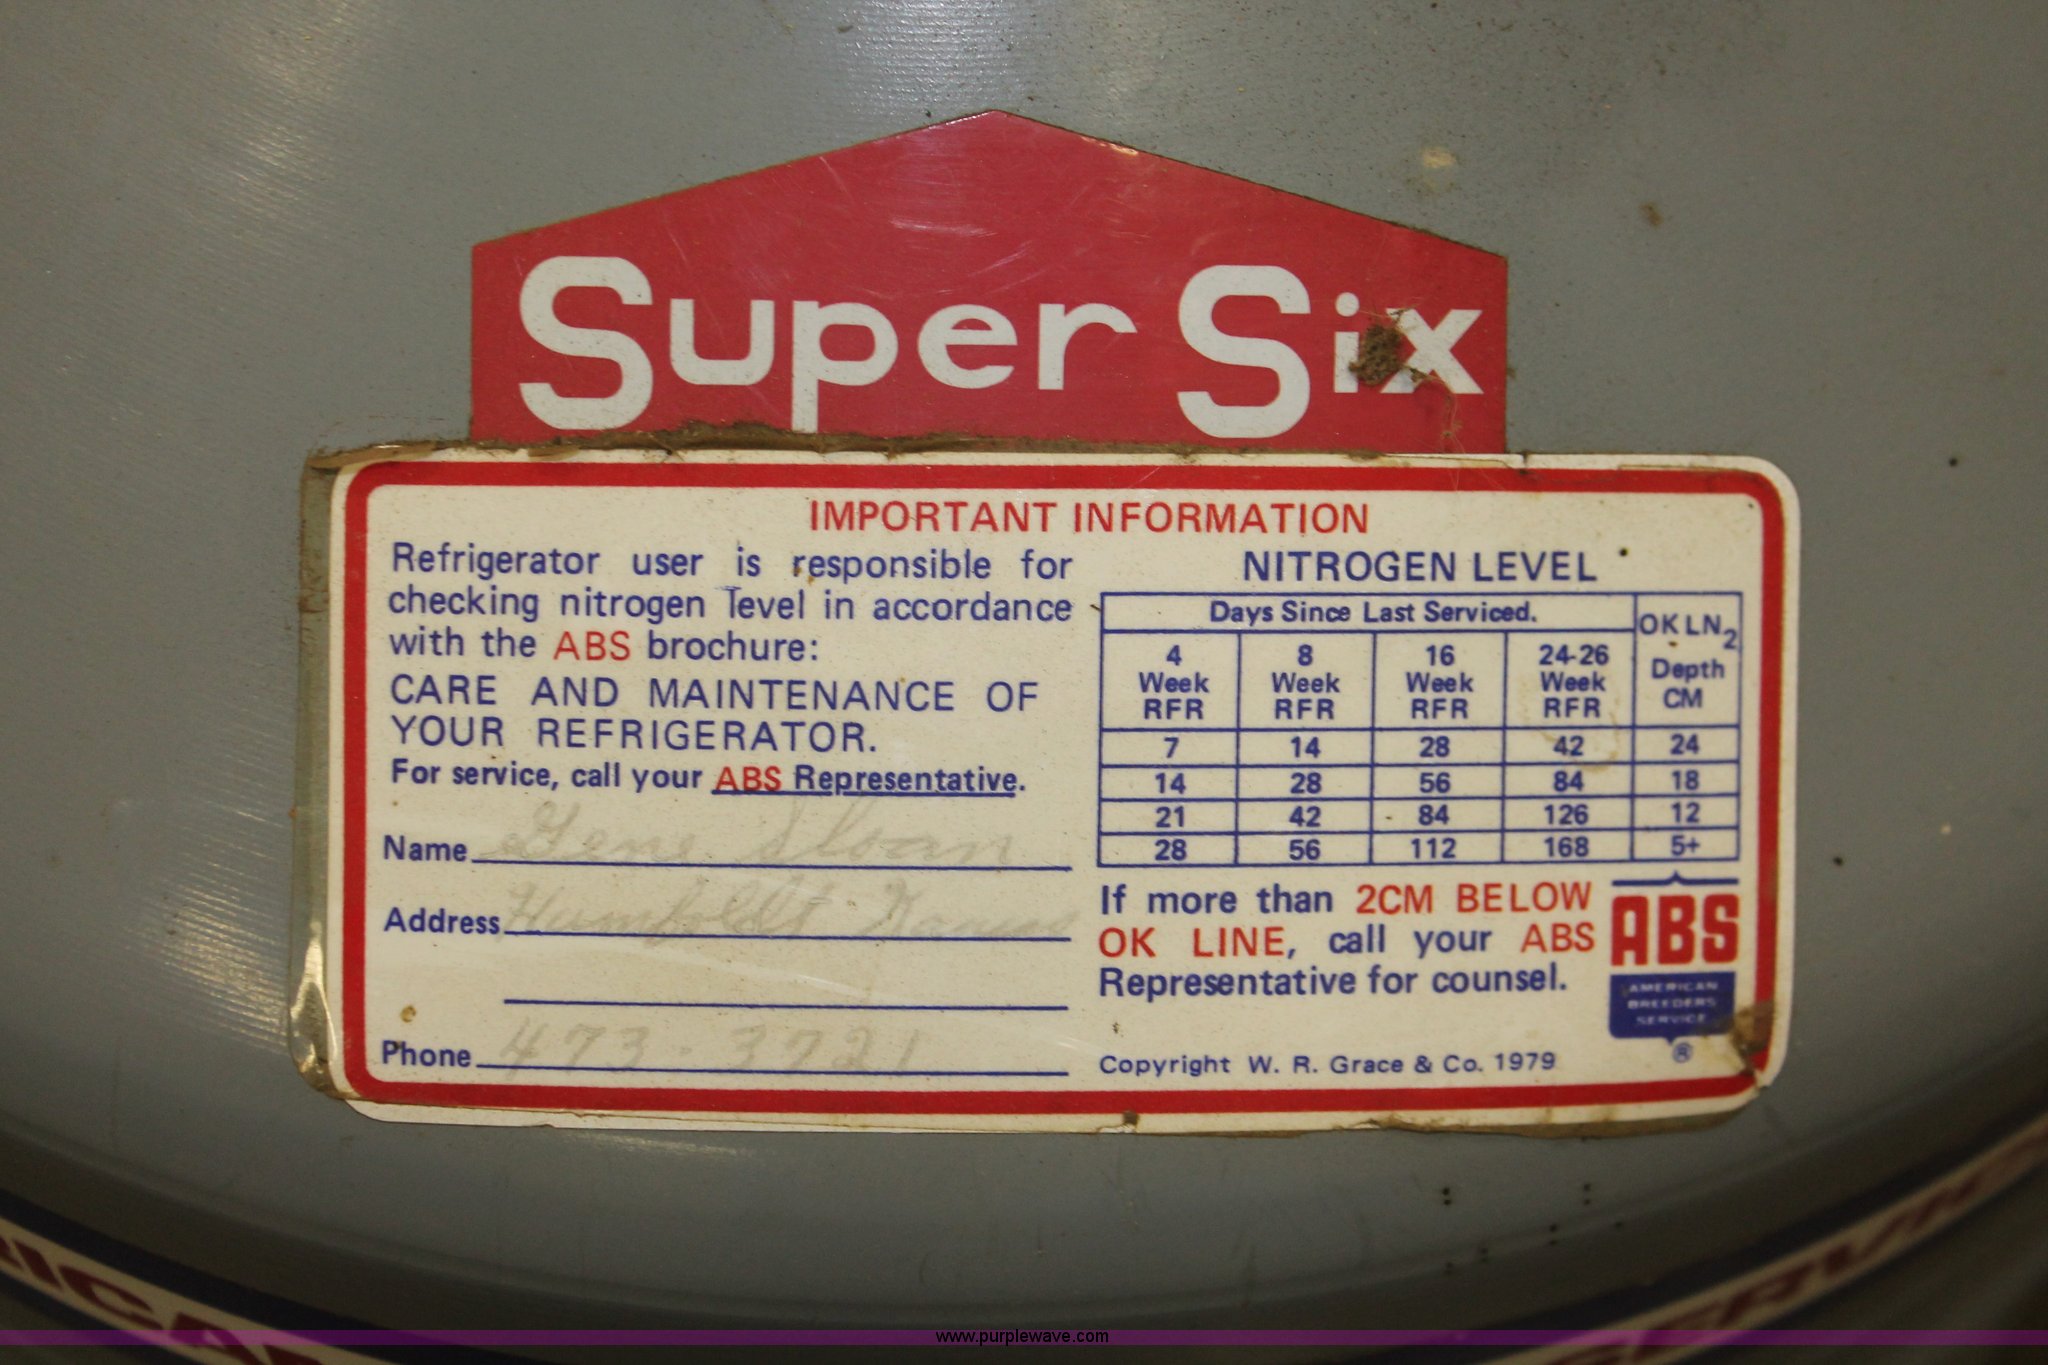 Super Six
IMPORTANT INFORMATION
Refrigerator user is responsible for
checking nitrogen level in accordance
with the ABS brochure:
CARE AND MAINTENANCE OF
YOUR REFRIGERATOR.
For service, call your ABS Representative.
Name Gene Sloan
Address Humboldt Kansas
Phone 473-3721
NITROGEN LEVEL
Days Since Last Serviced. OK LN2 Depth CM
4 Week RFR 8 Week RFR 16 Week RFR 24-26 Week RFR
7 14 28 42 24
14 28 56 84 18
21 42 84 126 12
28 56 112 168 5+
If more than 2CM BELOW
OK LINE, call your ABS
Representative for counsel.
ABS
AMERICAN
BREEDERS
SERVICE
®
Copyright W. R. Grace & Co. 1979
www.purplewave.com